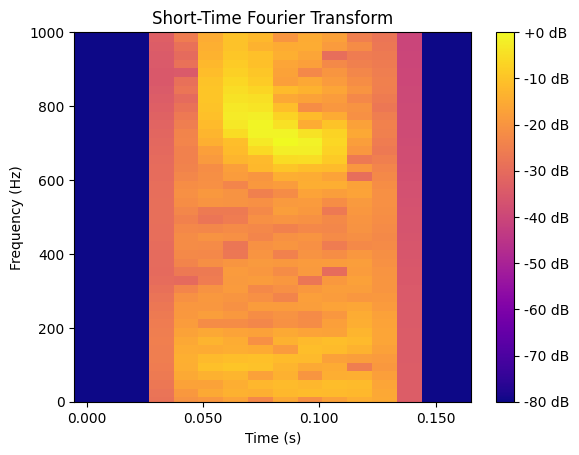 Short-Time Fourier Transform
1000
800
600
400
200
0
Frequency (Hz)
0.000
0.050
0.100
0.150
Time (s)
+0 dB
-10 dB
-20 dB
-30 dB
-40 dB
-50 dB
-60 dB
-70 dB
-80 dB